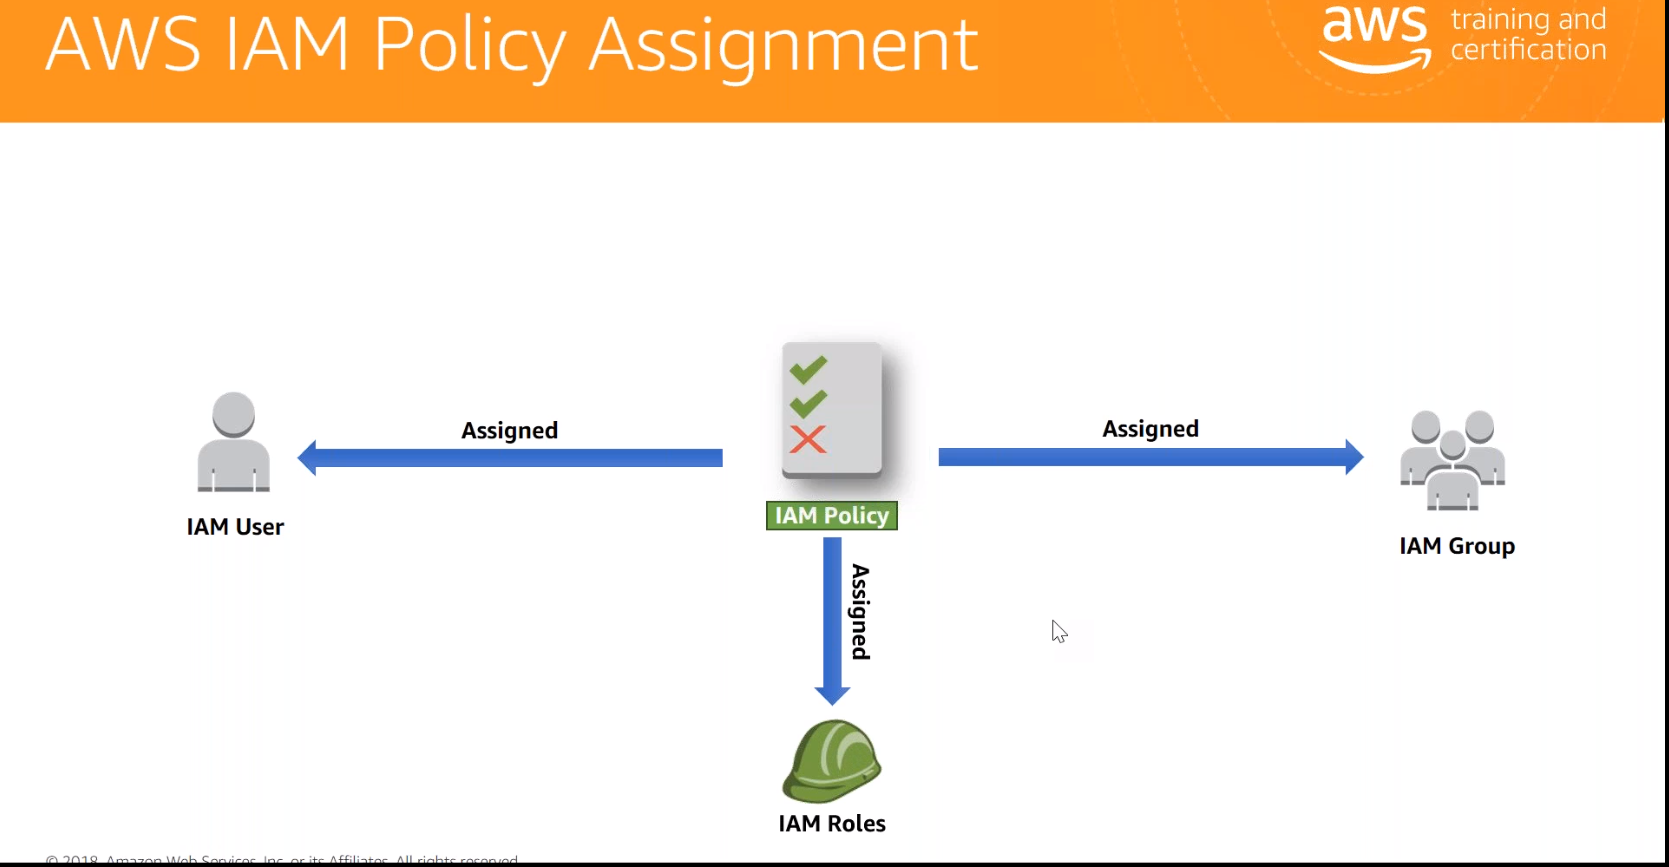 AWS IAM Policy Assignment
aws training and
certification
Assigned
Assigned
IAM Policy
IAM User
IAM Group
Assigned
IAM Roles
© 2018, Amazon Web Services, Inc. or its Affiliates. All rights reserved.